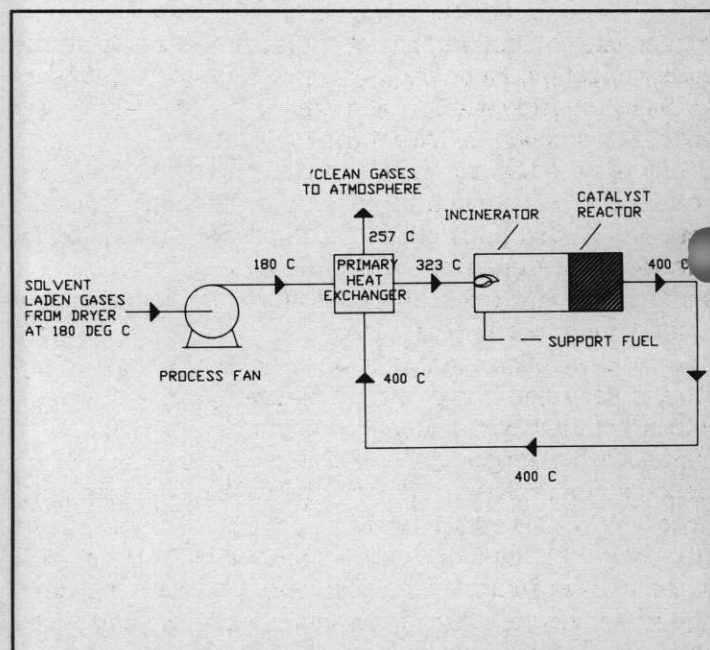 'CLEAN GASES
TO ATMOSPHERE
257 C
INCINERATOR
CATALYST
REACTOR
180 C
PRIMARY
HEAT
EXCHANGER
323 C
400 C
SOLVENT
LADEN GASES
FROM DRYER
AT 180 DEG C
PROCESS FAN
SUPPORT FUEL
400 C
400 C